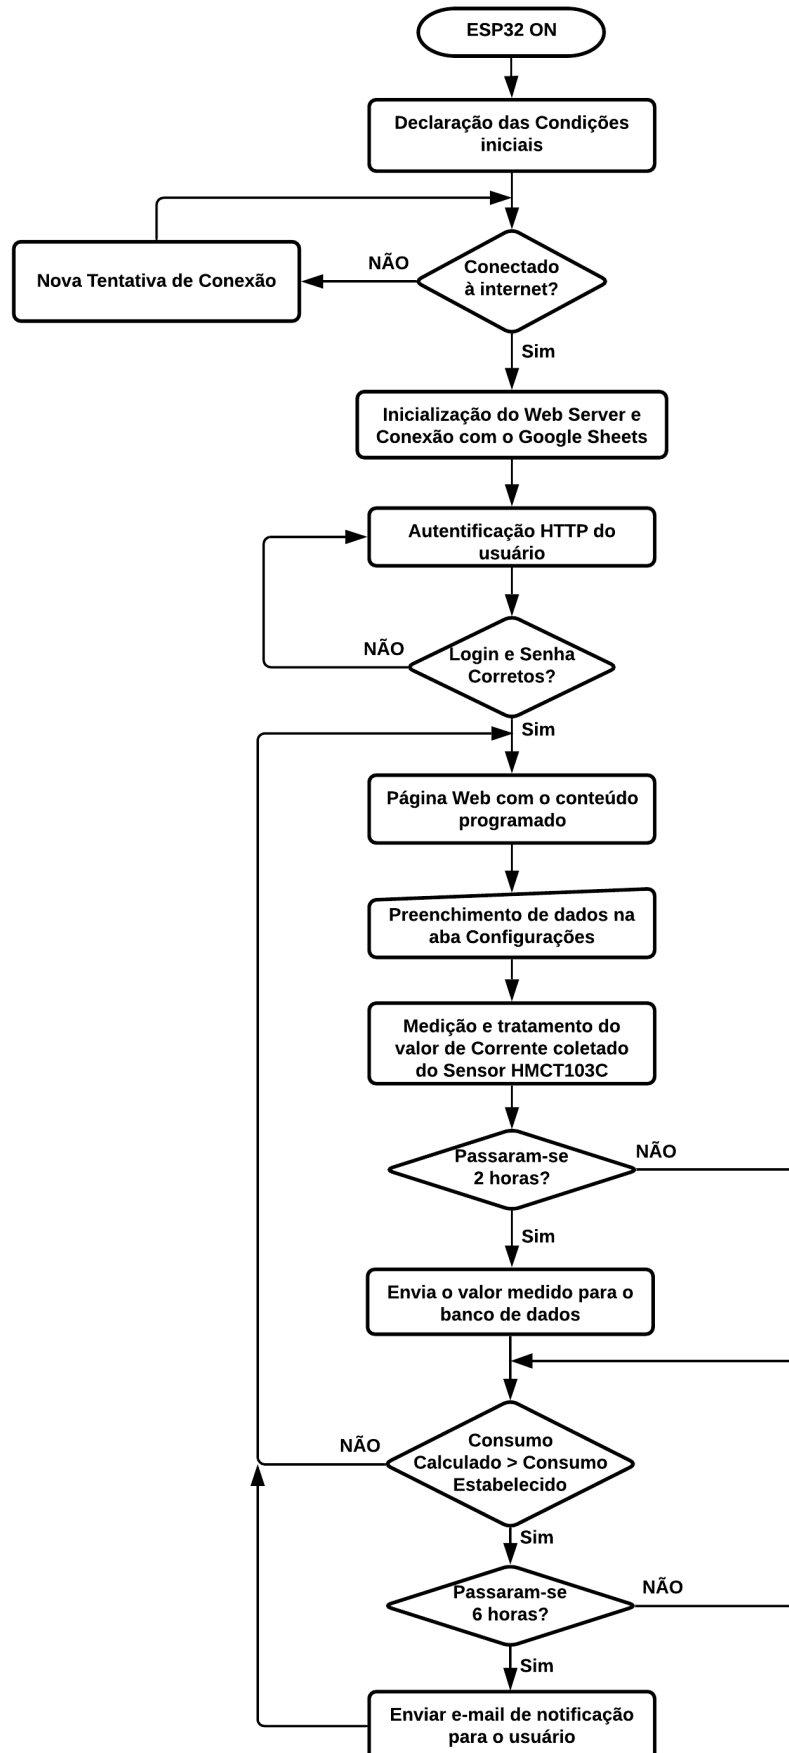 ESP32 ON
Declaração das Condições
iniciais
NÃO
Conectado
à internet?
Nova Tentativa de Conexão
Sim
Inicialização do Web Server e
Conexão com o Google Sheets
Autentificação HTTP do
usuário
NÃO
Login e Senha
Corretos?
Sim
Página Web com o conteúdo
programado
Preenchimento de dados na
aba Configurações
Medição e tratamento do
valor de Corrente coletado
do Sensor HMCT103C
Passaram-se
2 horas?
NÃO
Sim
Envia o valor medido para o
banco de dados
NÃO
Consumo
Calculado > Consumo
Estabelecido
Sim
Passaram-se
6 horas?
NÃO
Sim
Enviar e-mail de notificação
para o usuário